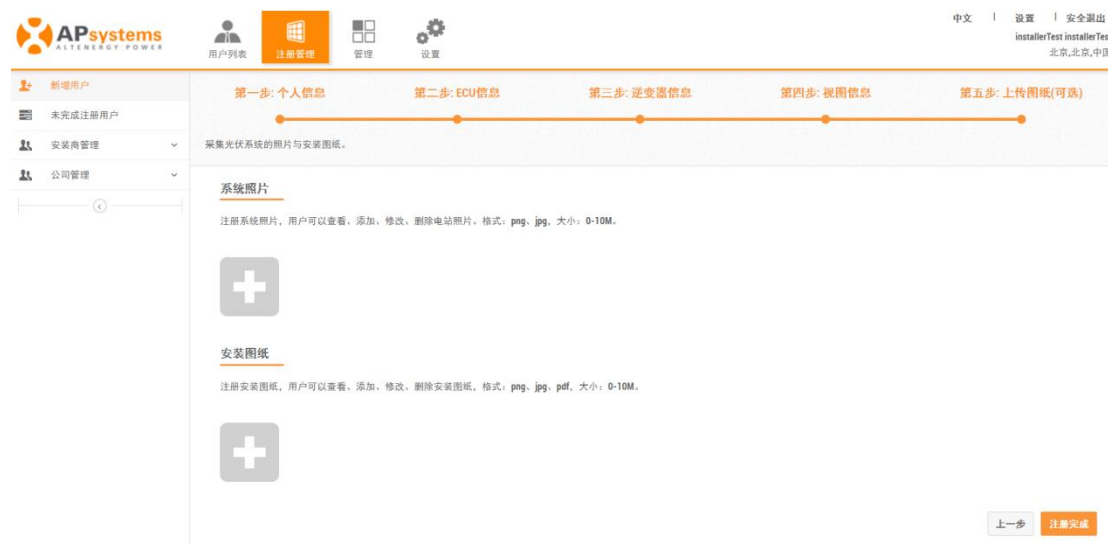 APsystems
ALTENERGY POWER
用户列表
注册管理
管理
设置
中文 | 设置 | 安全退出
installerTest installerTes
北京,北京,中国
新增用户
未完成注册用户
安装商管理
公司管理
第一步: 个人信息
第二步: ECU信息
第三步: 逆变器信息
第四步: 视图信息
第五步: 上传图纸(可选)
采集光伏系统的照片与安装图纸。
系统照片
注册系统照片，用户可以查看、添加、修改、删除电站照片。格式：png、jpg，大小：0-10M。
安装图纸
注册安装图纸，用户可以查看、添加、修改、删除安装图纸，格式：png、jpg、pdf，大小：0-10M。
上一步
注册完成